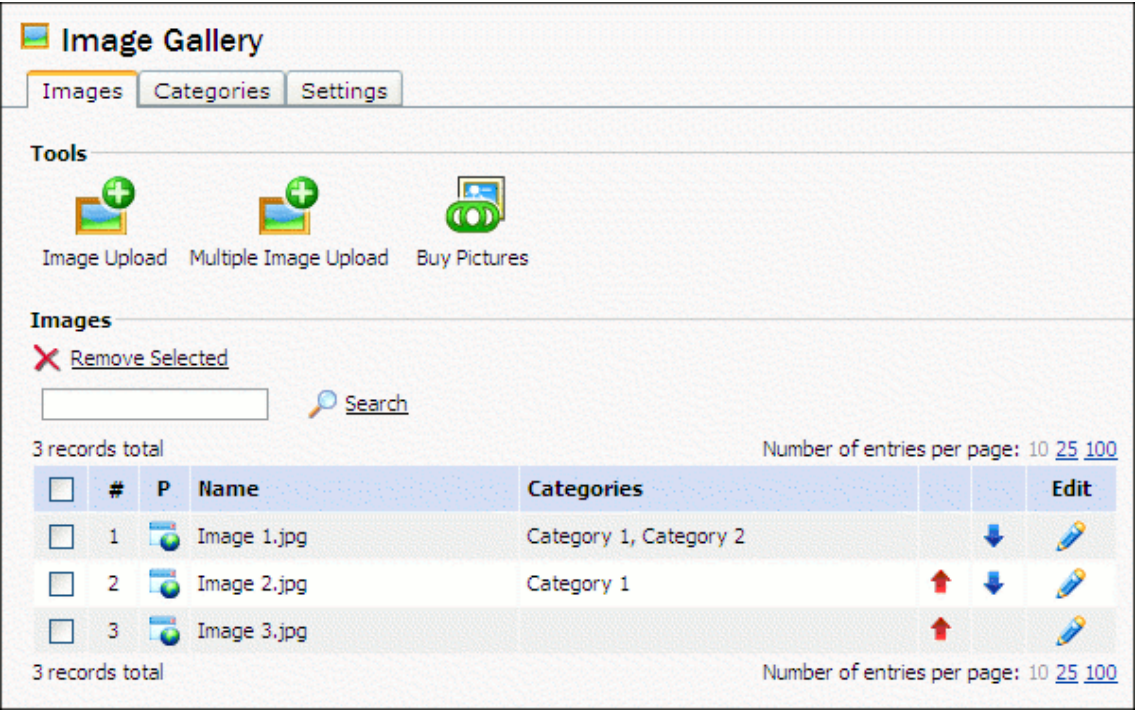 Image Gallery
Images Categories Settings
Tools
Image Upload Multiple Image Upload Buy Pictures
Images
Remove Selected
Search
3 records total Number of entries per page: 10 25 100
# P Name Categories Edit
1 Image 1.jpg Category 1, Category 2
2 Image 2.jpg Category 1
3 Image 3.jpg
3 records total Number of entries per page: 10 25 100